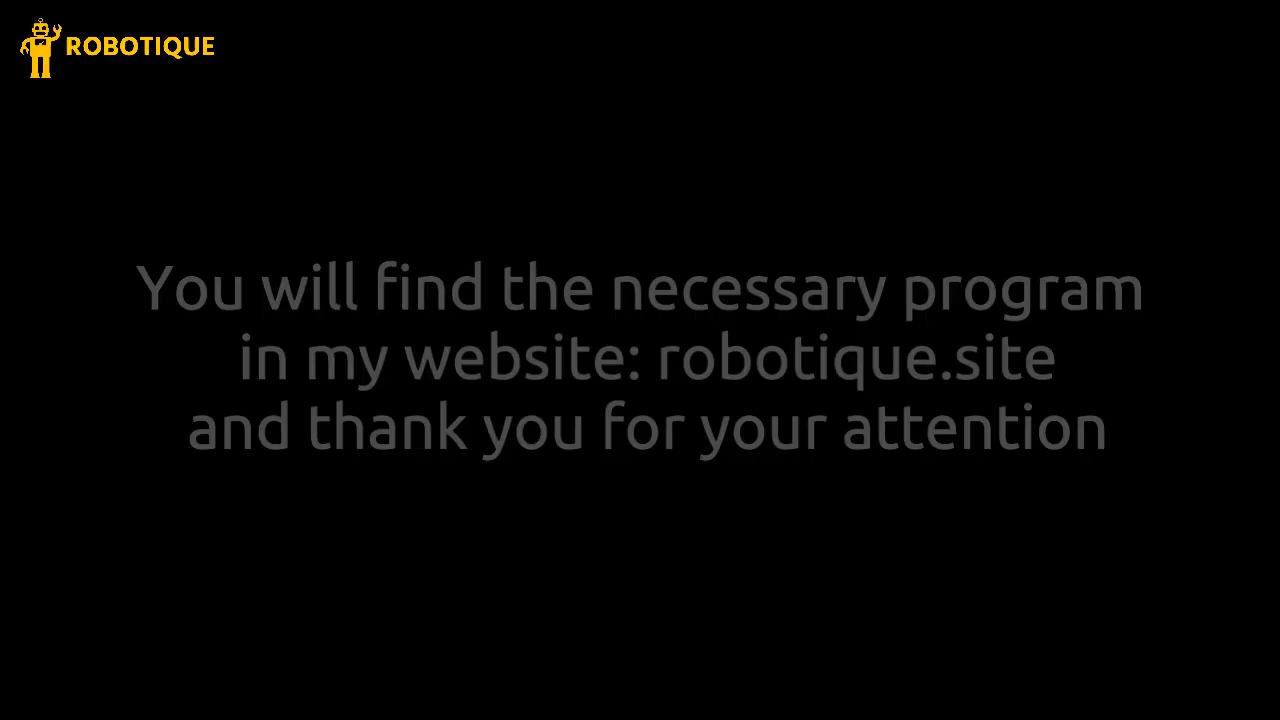 ROBOTIQUE
You will find the necessary program
in my website: robotique.site
and thank you for your attention